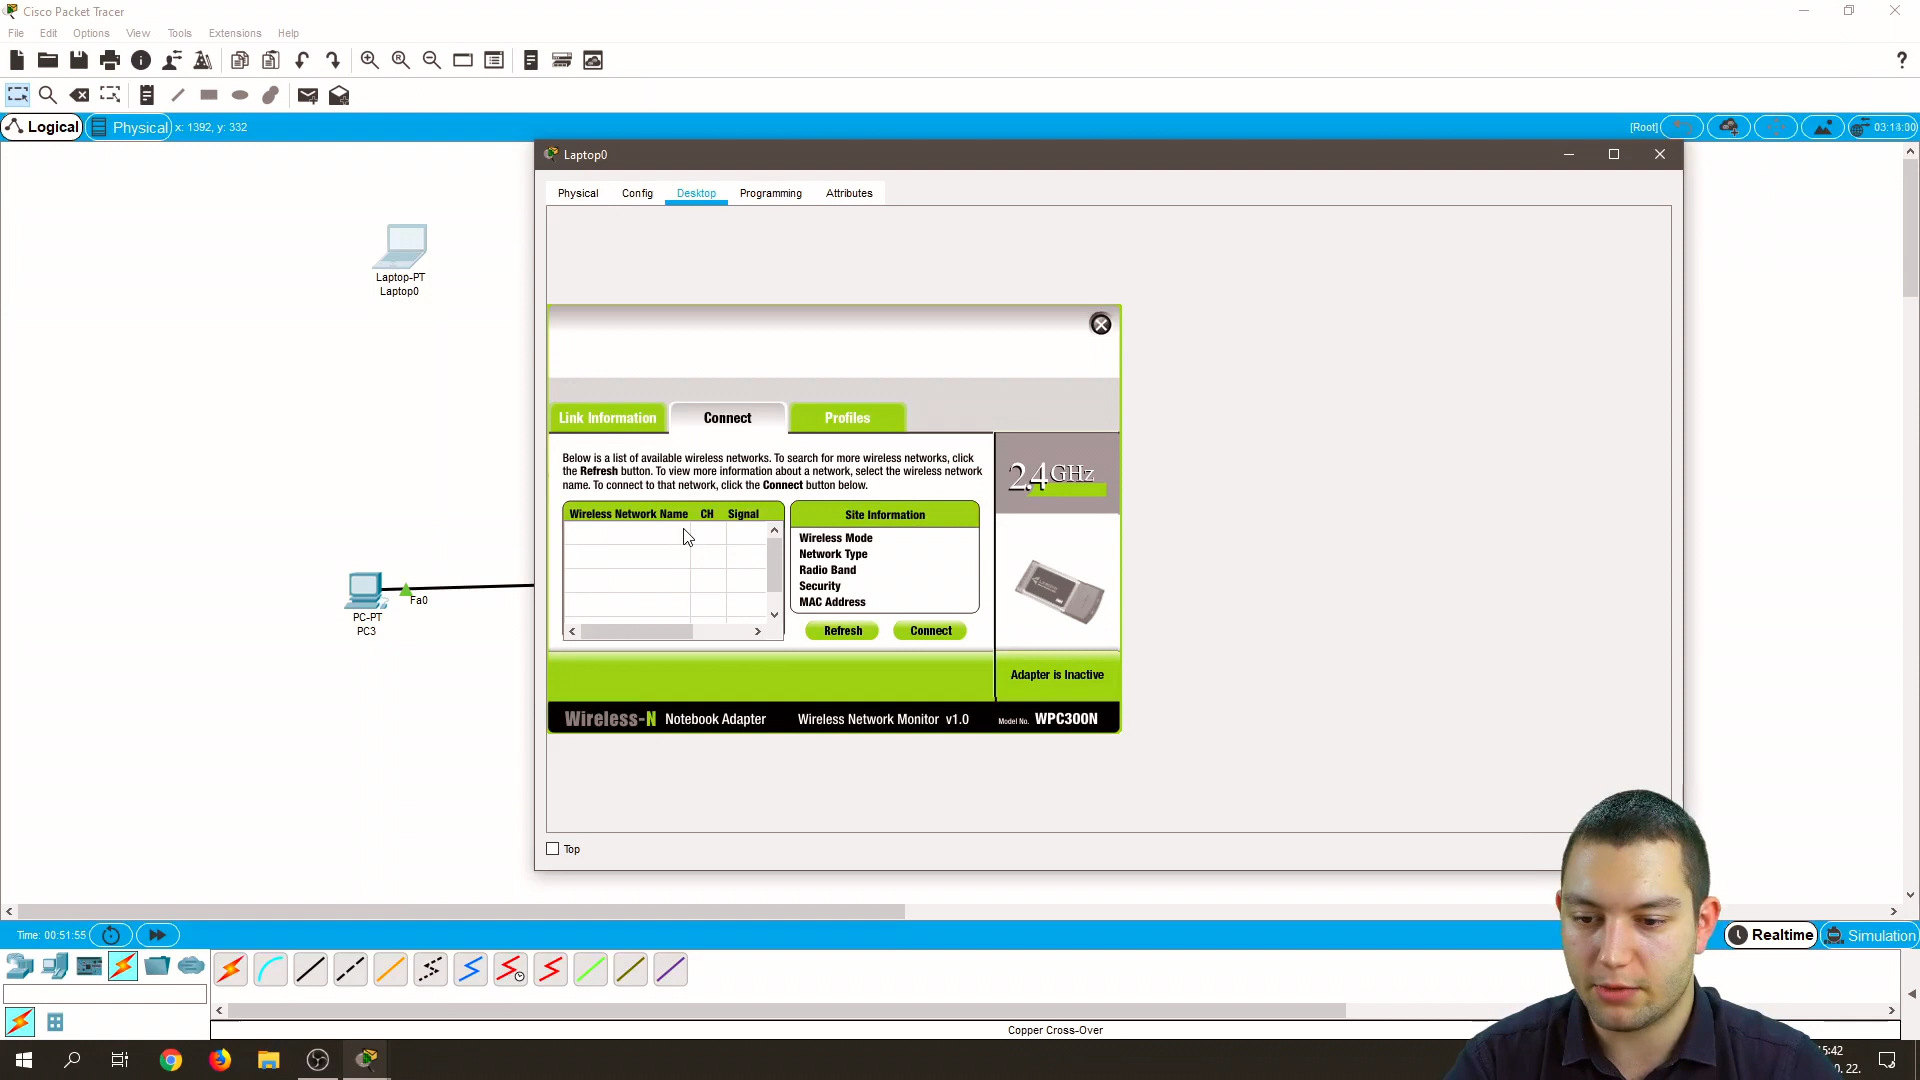 Cisco Packet Tracer
File Edit Options View Tools Extensions Help
Logical Physical x: 1392, y: 332
[Root]
Laptop0
Physical Config Desktop Programming Attributes
Laptop-PT
Laptop0
Link Information Connect Profiles
Below is a list of available wireless networks. To search for more wireless networks, click
the Refresh button. To view more information about a network, select the wireless network
name. To connect to that network, click the Connect button below.
2.4GHz
Wireless Network Name CH Signal
Site Information
Wireless Mode
Network Type
Radio Band
Security
MAC Address
Refresh Connect
Fa0
PC-PT
PC3
Adapter is Inactive
Wireless-N Notebook Adapter Wireless Network Monitor v1.0 Model No. WPC300N
Top
Time: 00:51:55
Realtime Simulation
Copper Cross-Over